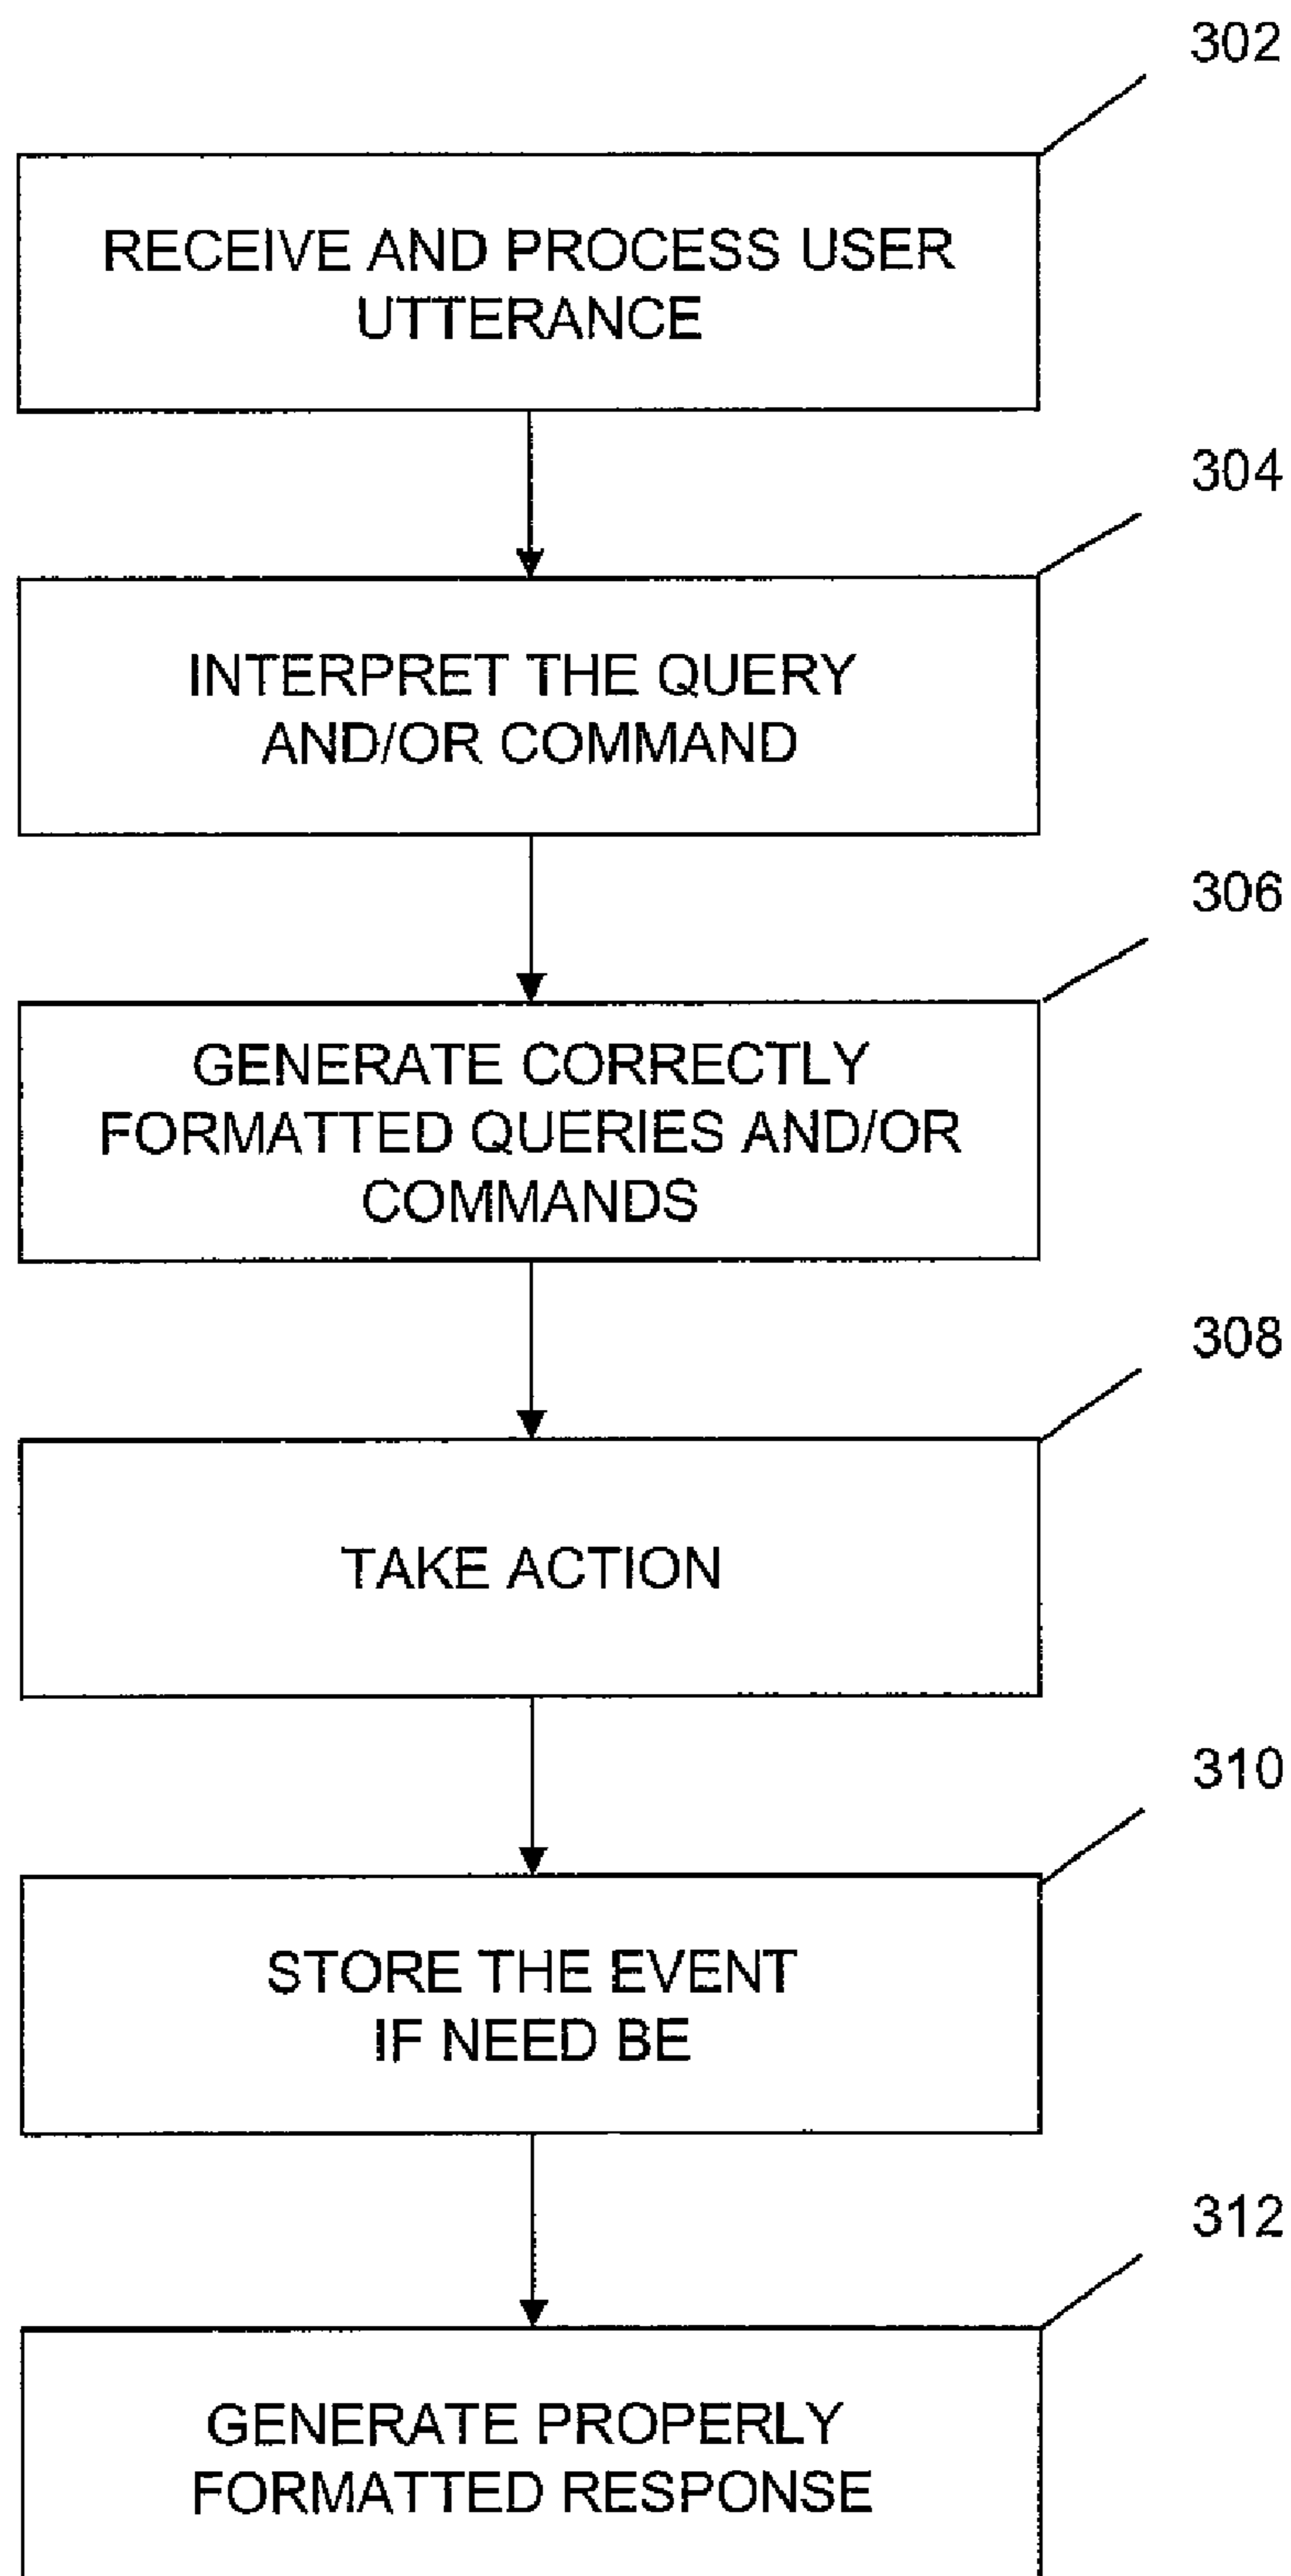 302
RECEIVE AND PROCESS USER
UTTERANCE
304
INTERPRET THE QUERY
AND/OR COMMAND
306
GENERATE CORRECTLY
FORMATTED QUERIES AND/OR
COMMANDS
308
TAKE ACTION
310
STORE THE EVENT
IF NEED BE
312
GENERATE PROPERLY
FORMATTED RESPONSE